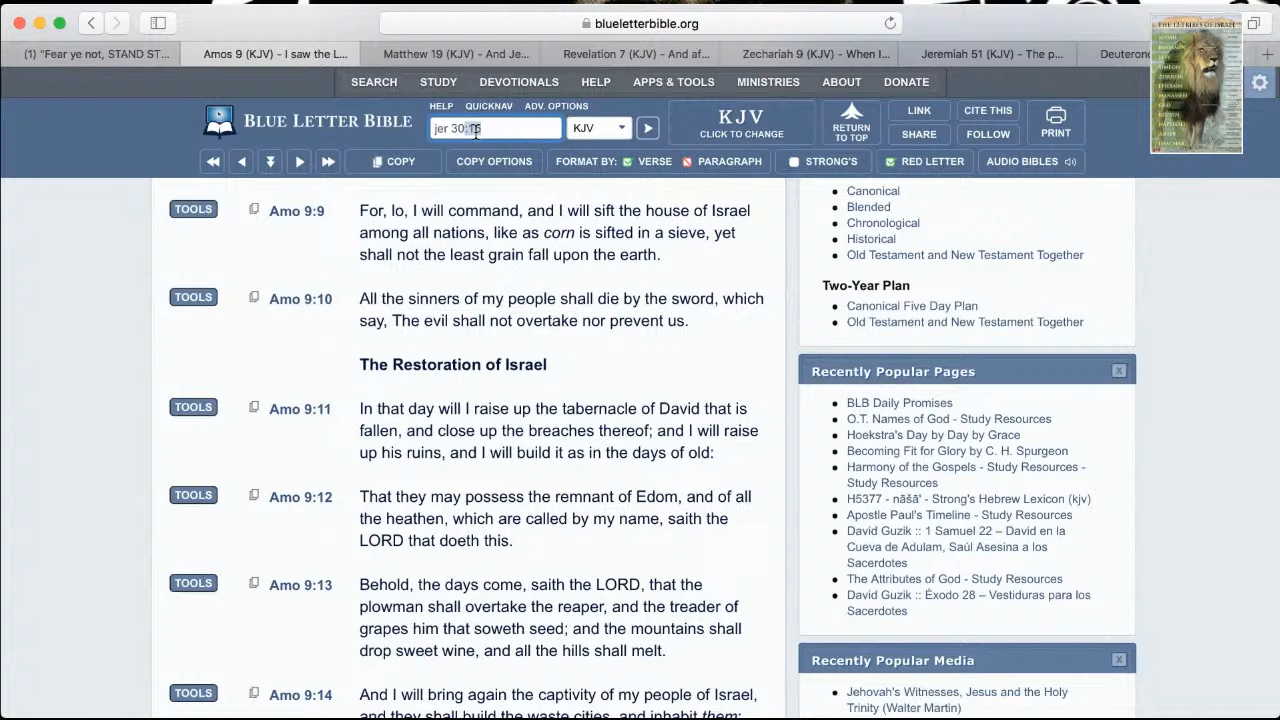 blueletterbible.org
(1) "Fear ye not, STAND ST...
Amos 9 (KJV) - I saw the L...
Matthew 19 (KJV) - And Je...
Revelation 7 (KJV) - And af...
Zechariah 9 (KJV) - When I...
Jeremiah 51 (KJV) - The p...
Deuterono
THE 12 TRIBES OF ISRAEL
SEARCH STUDY DEVOTIONALS HELP APPS & TOOLS MINISTRIES ABOUT DONATE
BLUE LETTER BIBLE
HELP QUICKNAV ADV. OPTIONS
KJV
KJV
CLICK TO CHANGE
RETURN
TO TOP
LINK CITE THIS
SHARE FOLLOW
PRINT
COPY COPY OPTIONS FORMAT BY: VERSE PARAGRAPH STRONG'S RED LETTER AUDIO BIBLES
TOOLS Amo 9:9 For, lo, I will command, and I will sift the house of Israel
among all nations, like as corn is sifted in a sieve, yet
shall not the least grain fall upon the earth.
TOOLS Amo 9:10 All the sinners of my people shall die by the sword, which
say, The evil shall not overtake nor prevent us.
The Restoration of Israel
TOOLS Amo 9:11 In that day will I raise up the tabernacle of David that is
fallen, and close up the breaches thereof; and I will raise
up his ruins, and I will build it as in the days of old:
TOOLS Amo 9:12 That they may possess the remnant of Edom, and of all
the heathen, which are called by my name, saith the
LORD that doeth this.
TOOLS Amo 9:13 Behold, the days come, saith the LORD, that the
plowman shall overtake the reaper, and the treader of
grapes him that soweth seed; and the mountains shall
drop sweet wine, and all the hills shall melt.
TOOLS Amo 9:14 And I will bring again the captivity of my people of Israel,
and they shall build the waste cities, and inhabit them;
Canonical
Blended
Chronological
Historical
Old Testament and New Testament Together
Two-Year Plan
Canonical Five Day Plan
Old Testament and New Testament Together
Recently Popular Pages X
BLB Daily Promises
O.T. Names of God - Study Resources
Hoekstra's Day by Day by Grace
Becoming Fit for Glory by C. H. Spurgeon
Harmony of the Gospels - Study Resources -
Study Resources
H5377 - nāšā' - Strong's Hebrew Lexicon (kjv)
Apostle Paul's Timeline - Study Resources
David Guzik :: 1 Samuel 22 – David en la
Cueva de Adulam, Saúl Asesina a los
Sacerdotes
The Attributes of God - Study Resources
David Guzik :: Éxodo 28 – Vestiduras para los
Sacerdotes
Recently Popular Media X
Jehovah's Witnesses, Jesus and the Holy
Trinity (Walter Martin)